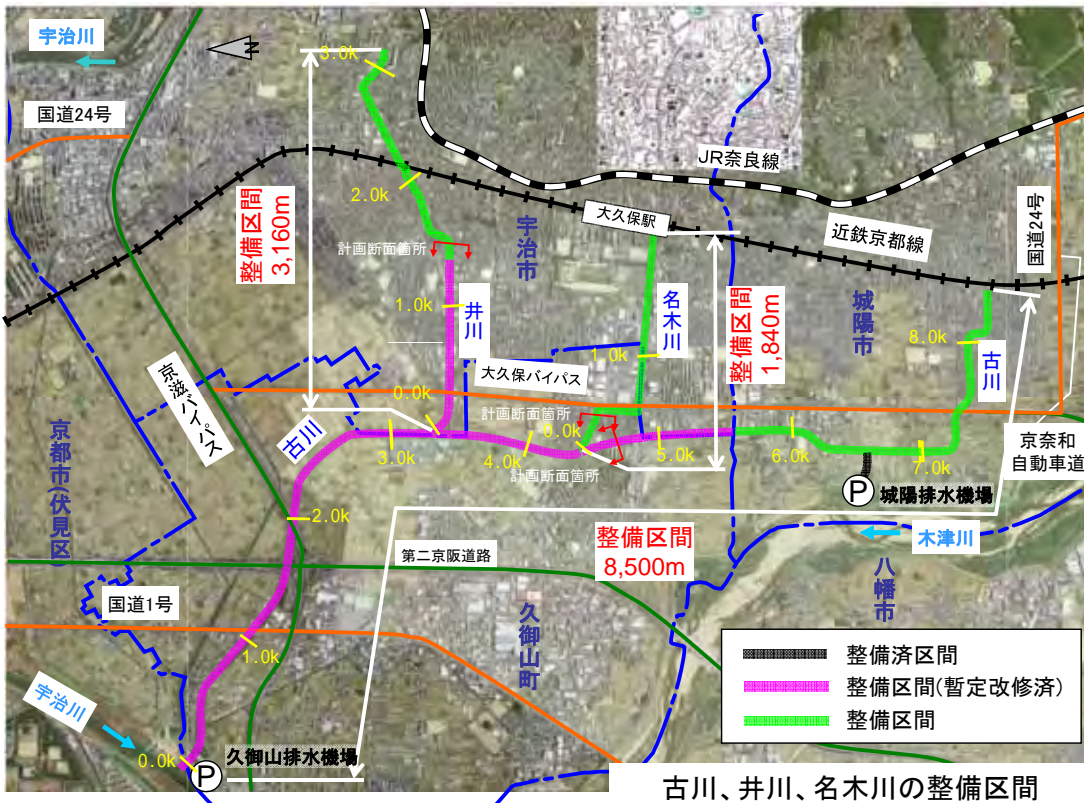 宇治川
N
3.0k
国道24号
JR奈良線
2.0k
整備区間
3,160m
大久保駅
宇治市
近鉄京都線
国道24号
計画断面箇所
1.0k
井川
名木川
整備区間
1,840m
城陽市
8.0k
古川
1.0k
大久保バイパス
京滋バイパス
0.0k
計画断面箇所
古川
0.0k
3.0k
4.0k
5.0k
6.0k
7.0k
計画断面箇所
京奈和
自動車道
P
城陽排水機場
京都市(伏見区)
2.0k
整備区間
8,500m
木津川
第二京阪道路
八幡市
国道1号
久御山町
1.0k
宇治川
0.0k
P
久御山排水機場
整備済区間
整備区間(暫定改修済)
整備区間
古川、井川、名木川の整備区間